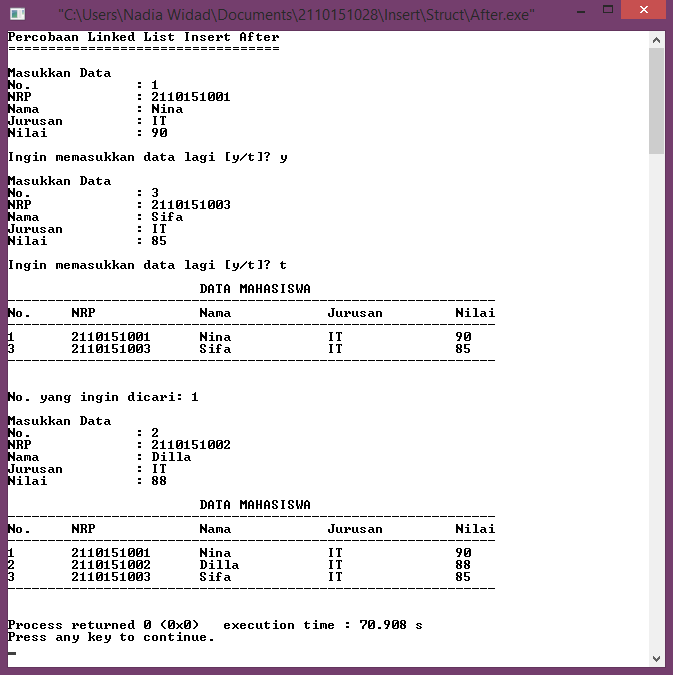 "C:\Users\Nadia Widad\Documents\2110151028\Insert\Struct\After.exe"
Percobaan Linked List Insert After
==================================
Masukkan Data
No. : 1
NRP : 2110151001
Nama : Nina
Jurusan : IT
Nilai : 90
Ingin memasukkan data lagi [y/t]? y
Masukkan Data
No. : 3
NRP : 2110151003
Nama : Sifa
Jurusan : IT
Nilai : 85
Ingin memasukkan data lagi [y/t]? t
DATA MAHASISWA
-------------------------------------------------------------
No. NRP Nama Jurusan Nilai
-------------------------------------------------------------
1 2110151001 Nina IT 90
3 2110151003 Sifa IT 85
-------------------------------------------------------------
No. yang ingin dicari: 1
Masukkan Data
No. : 2
NRP : 2110151002
Nama : Dilla
Jurusan : IT
Nilai : 88
DATA MAHASISWA
-------------------------------------------------------------
No. NRP Nama Jurusan Nilai
-------------------------------------------------------------
1 2110151001 Nina IT 90
2 2110151002 Dilla IT 88
3 2110151003 Sifa IT 85
-------------------------------------------------------------
Process returned 0 (0x0) execution time : 70.908 s
Press any key to continue.